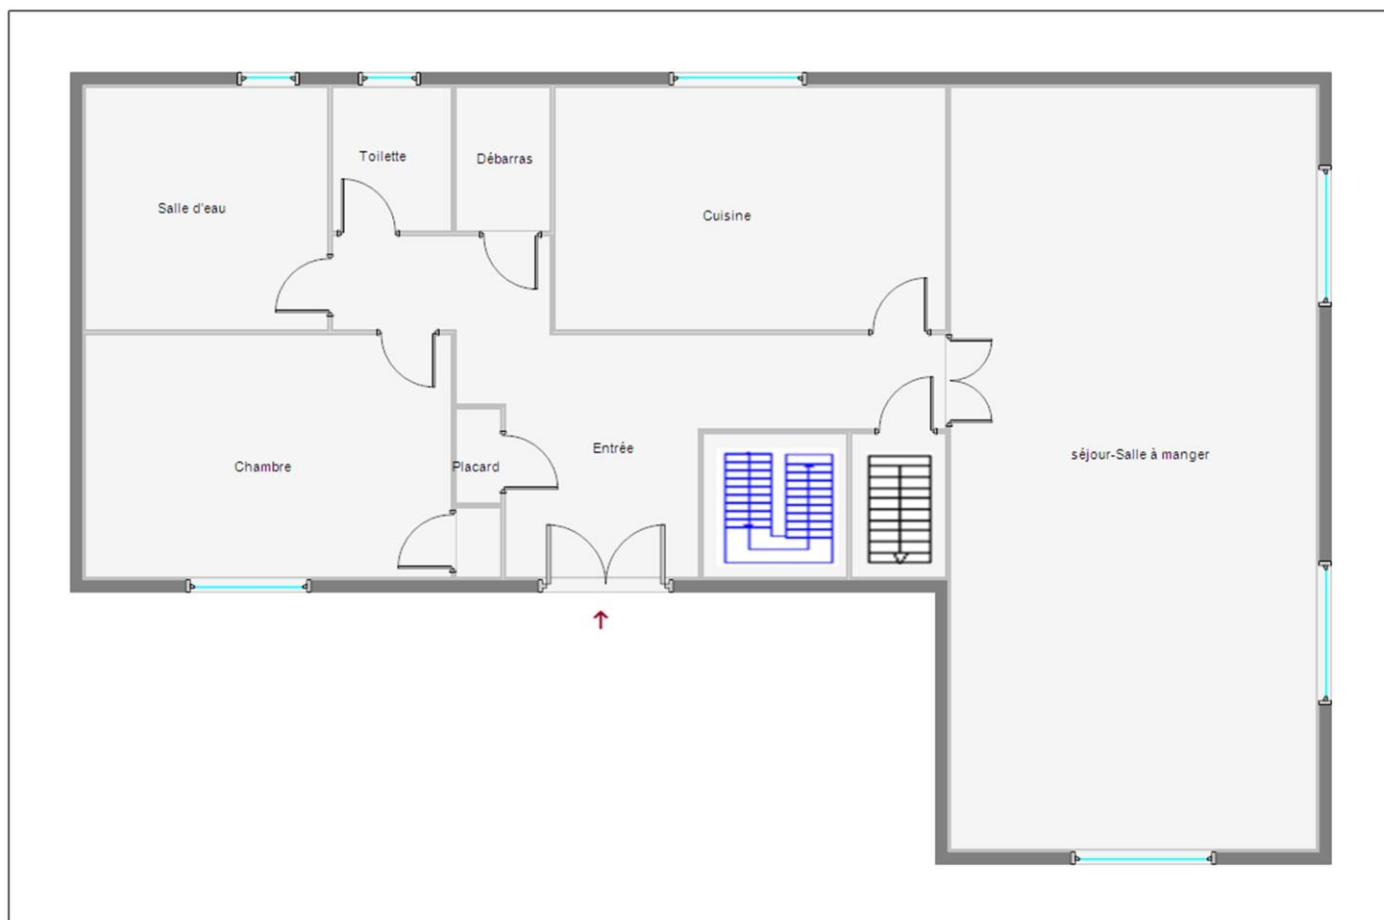 Toilette
Débarras
Salle d'eau
Cuisine
Entrée
séjour-Salle à manger
Chambre
Placard